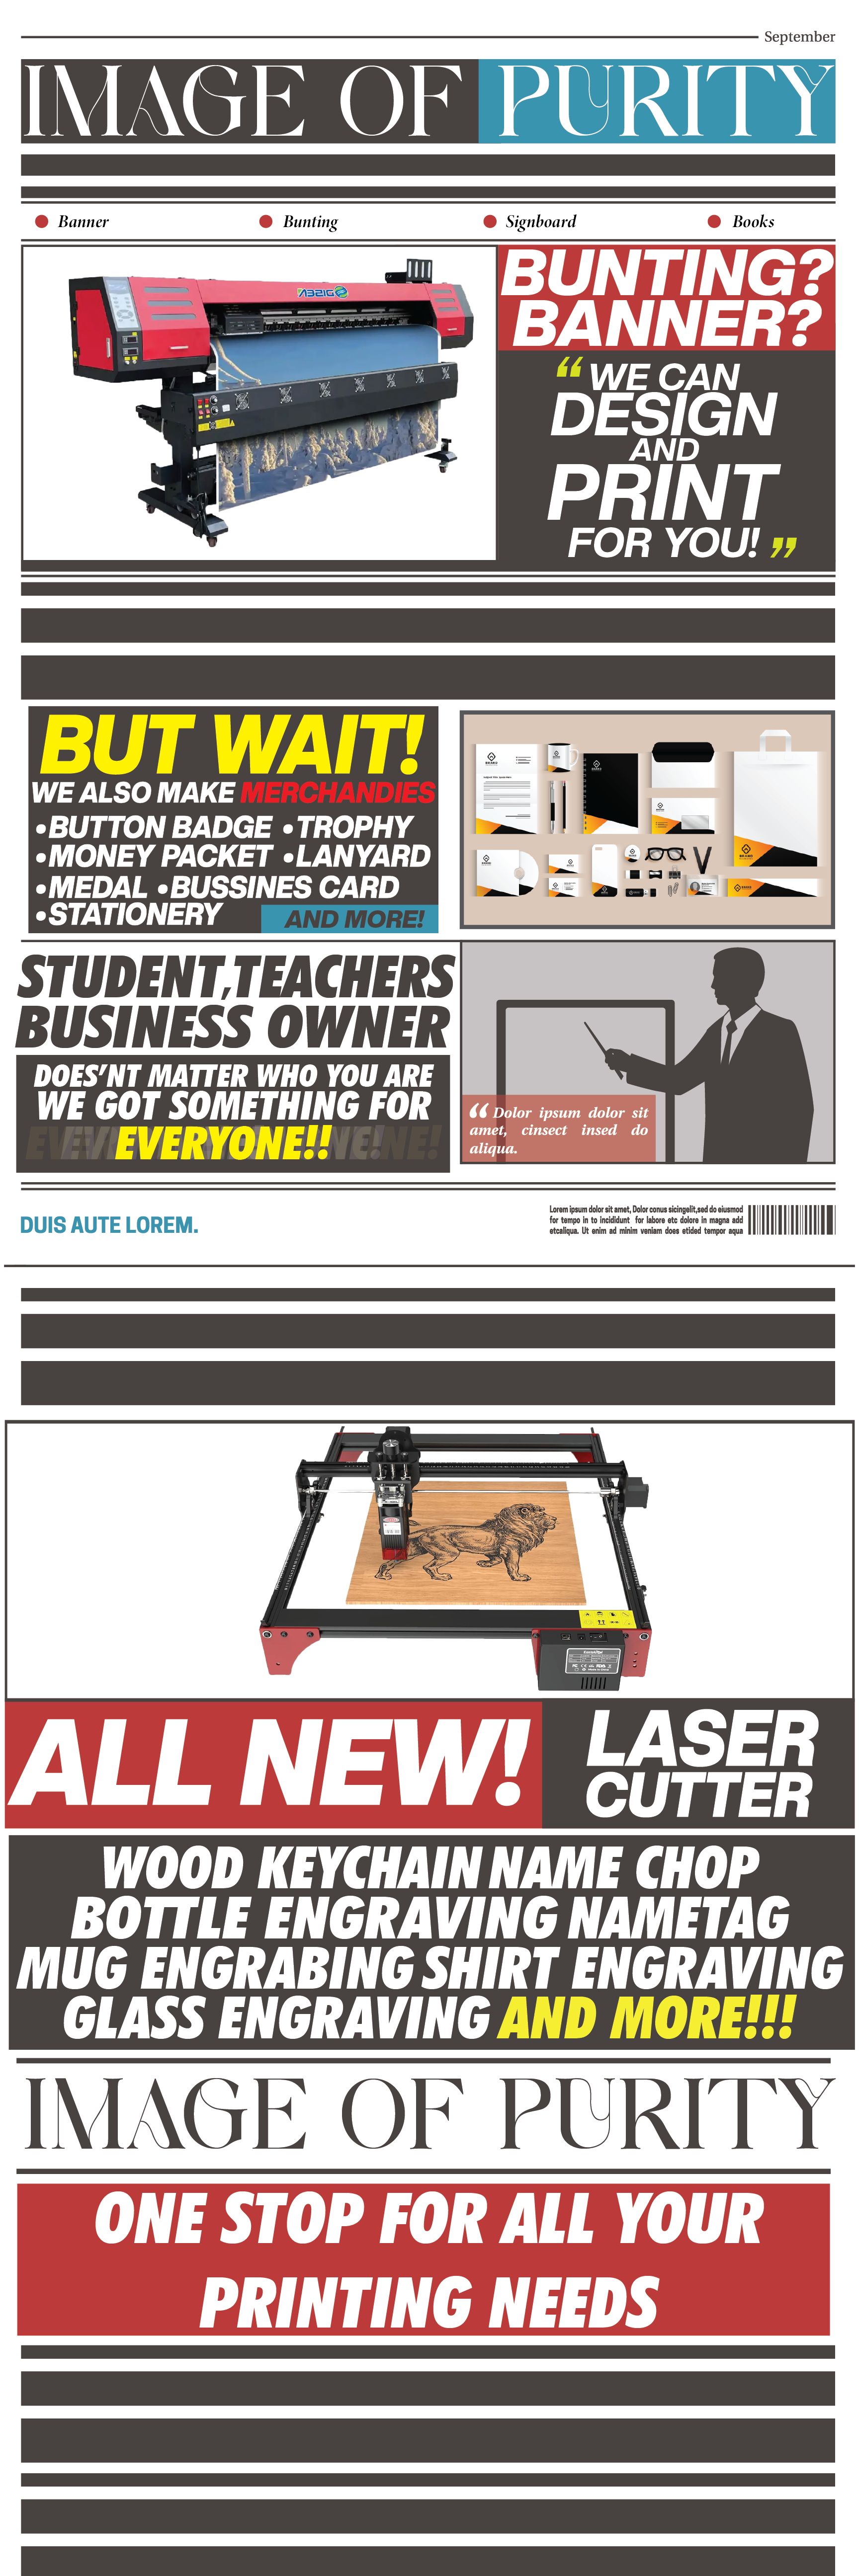 September
IMAGE OF PURITY
Banner
Bunting
Signboard
Books
BUNTING?
BANNER?
“ WE CAN
DESIGN
AND
PRINT
FOR YOU! ”
BUT WAIT!
WE ALSO MAKE MERCHANDIES
•BUTTON BADGE •TROPHY
•MONEY PACKET •LANYARD
•MEDAL •BUSSINES CARD
•STATIONERY
AND MORE!
STUDENT,TEACHERS
BUSINESS OWNER
DOES’NT MATTER WHO YOU ARE
WE GOT SOMETHING FOR
EVERYONE!!
“ Dolor ipsum dolor sit
amet, cinsect insed do
aliqua.
DUIS AUTE LOREM.
Lorem ipsum dolor sit amet, Dolor conus sicingelit,sed do eiusmod
for tempo in to incididunt for labore etc dolore in magna add
etcaliqua. Ut enim ad minim veniam does etided tempor aqua
ALL NEW!
LASER
CUTTER
WOOD KEYCHAIN NAME CHOP
BOTTLE ENGRAVING NAMETAG
MUG ENGRABING SHIRT ENGRAVING
GLASS ENGRAVING AND MORE!!!
IMAGE OF PURITY
ONE STOP FOR ALL YOUR
PRINTING NEEDS